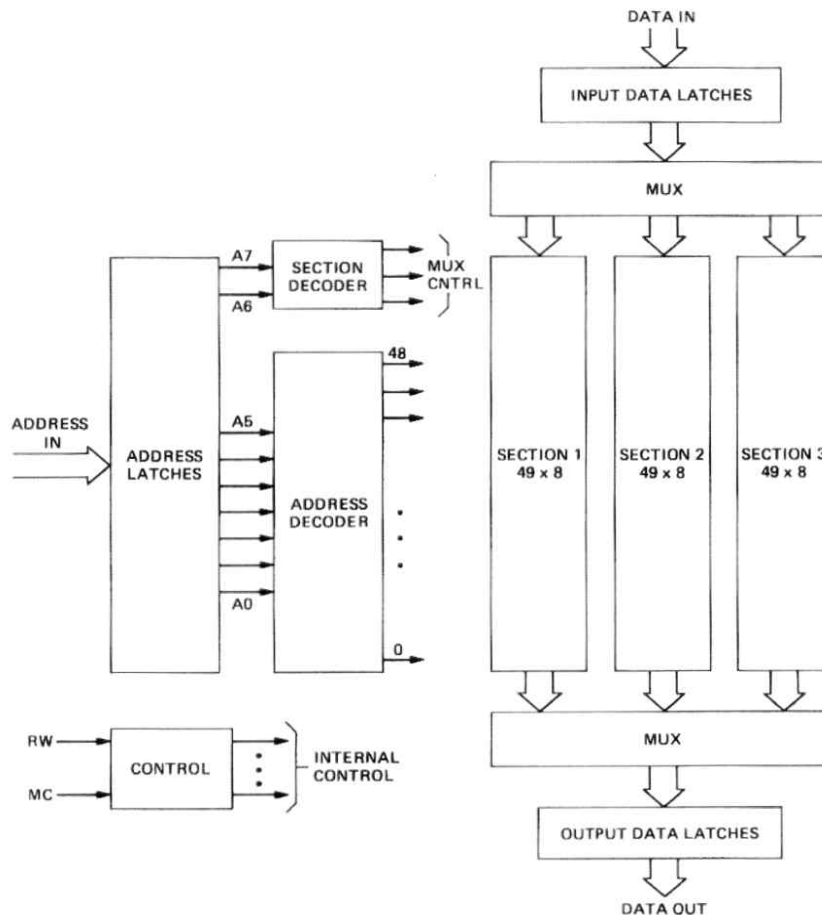 DATA IN
INPUT DATA LATCHES
MUX
A7
A6
SECTION
DECODER
MUX
CNTRL
48
ADDRESS
IN
ADDRESS
LATCHES
A5
A0
ADDRESS
DECODER
0
SECTION 1
49 x 8
SECTION 2
49 x 8
SECTION 3
49 x 8
RW
MC
CONTROL
INTERNAL
CONTROL
MUX
OUTPUT DATA LATCHES
DATA OUT